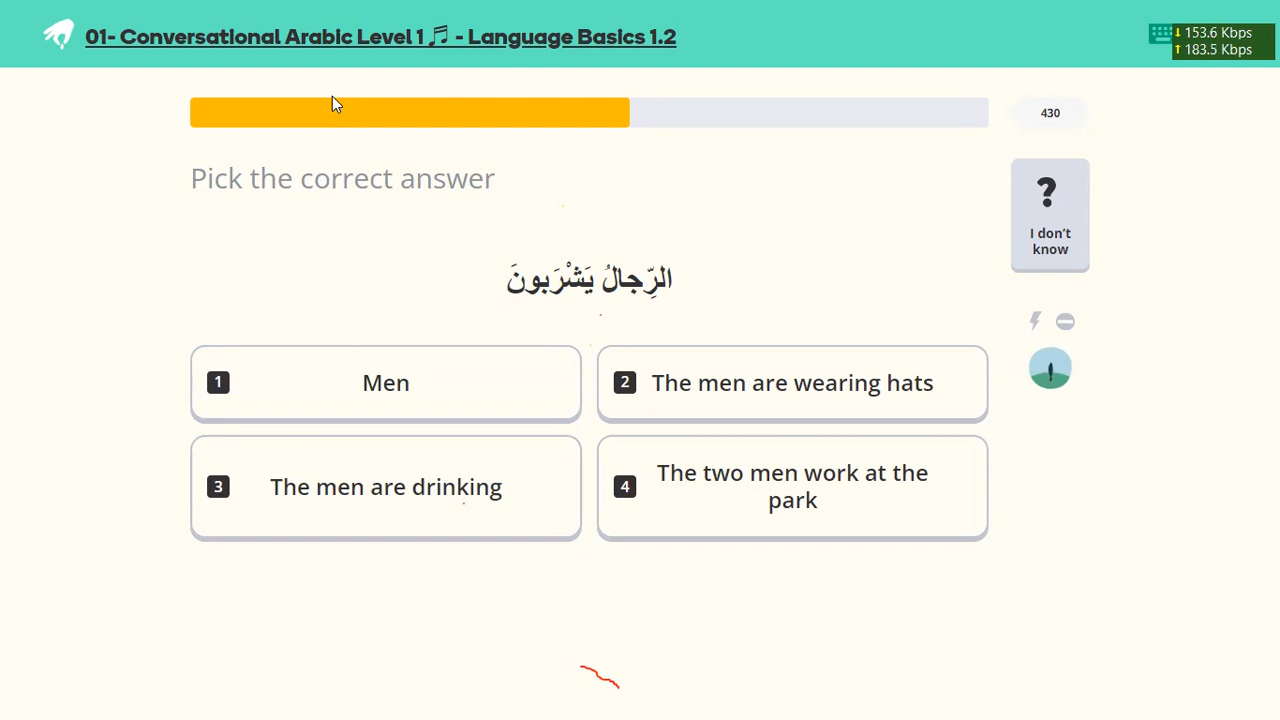 01- Conversational Arabic Level 1 🎵 - Language Basics 1.2
↓ 153.6 Kbps
↑ 183.5 Kbps
430
Pick the correct answer
?
I don't
know
الرِّجالُ يَشْرَبونَ
1 Men
2 The men are wearing hats
3 The men are drinking
4 The two men work at the
park